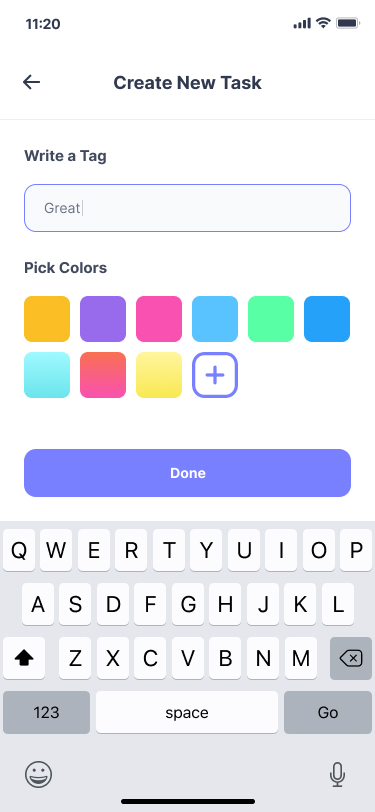 11:20
Create New Task
Write a Tag
Great
Pick Colors
Done
Q W E R T Y U I O P
A S D F G H J K L
Z X C V B N M
123 space Go